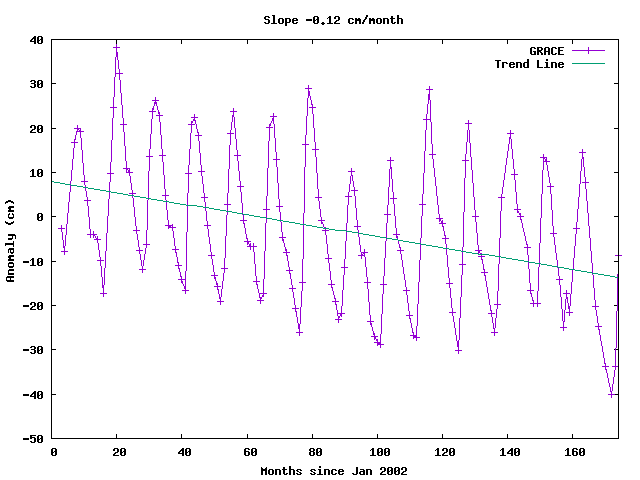 Slope -0.12 cm/month
GRACE
Trend Line
40
30
20
10
0
-10
-20
-30
-40
-50
Anomaly (cm)
0 20 40 60 80 100 120 140 160
Months since Jan 2002